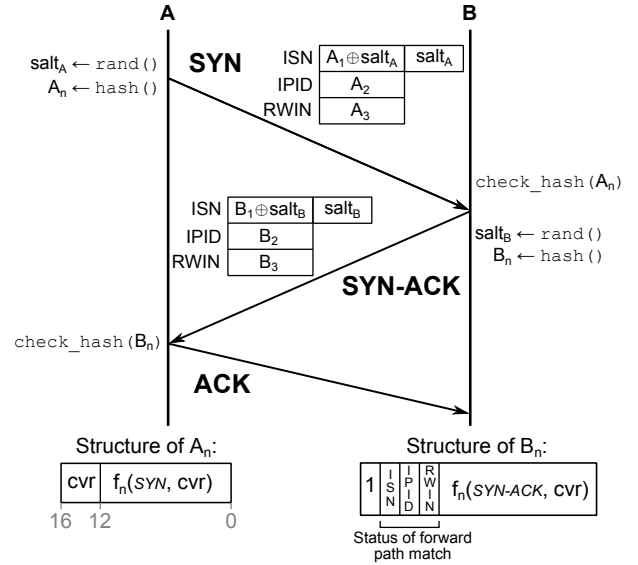 A B
SYN
salt_A ← rand()
A_n ← hash()
ISN A_1⊕salt_A salt_A
IPID A_2
RWIN A_3
check_hash(A_n)
ISN B_1⊕salt_B salt_B
IPID B_2
RWIN B_3
salt_B ← rand()
B_n ← hash()
SYN-ACK
check_hash(B_n)
ACK
Structure of A_n:
cvr f_n(SYN, cvr)
16 12 0
Structure of B_n:
1 ISN IPID RWIN f_n(SYN-ACK, cvr)
Status of forward
path match